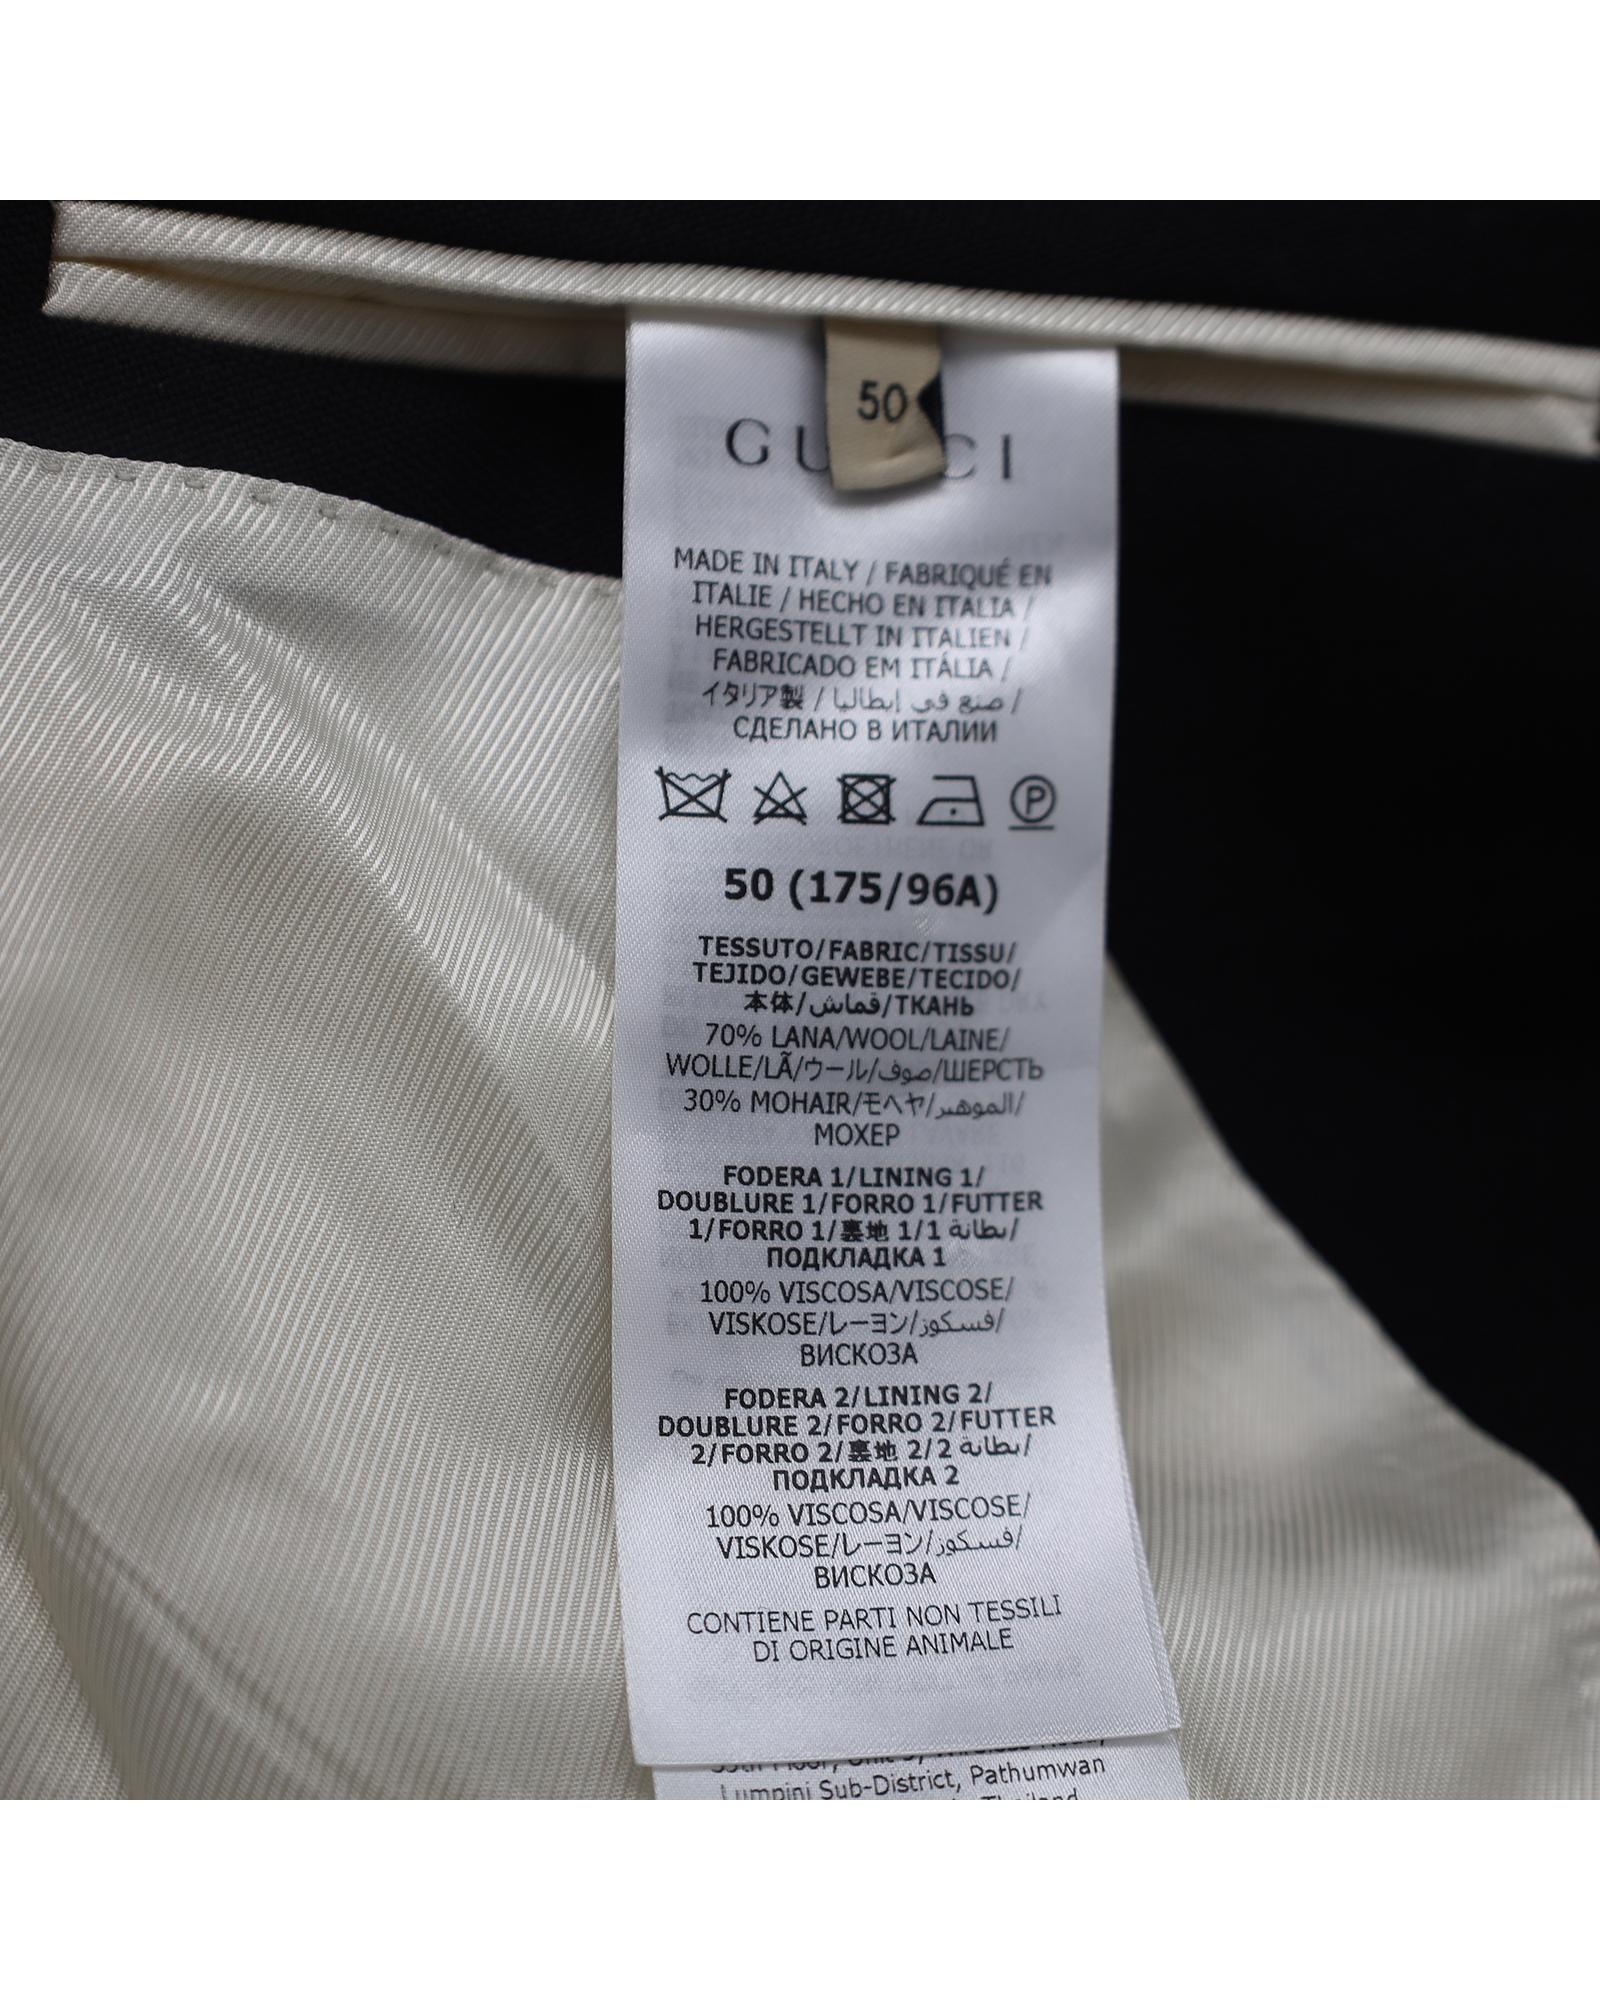 50
GUCCI
MADE IN ITALY / FABRIQUÉ EN
ITALIE / HECHO EN ITALIA /
HERGESTELLT IN ITALIEN /
FABRICADO EM ITÁLIA /
イタリア製 / صنع في إيطاليا /
СДЕЛАНО В ИТАЛИИ
P
50 (175/96A)
TESSUTO/FABRIC/TISSU/
TEJIDO/GEWEBE/TECIDO/
本体/قماش/ТКАНЬ
70% LANA/WOOL/LAINE/
WOLLE/LÃ/ウール/صوف/ШЕРСТЬ
30% MOHAIR/モヘヤ/الموهير/
МОХЕР
FODERA 1/LINING 1/
DOUBLURE 1/FORRO 1/FUTTER
1/FORRO 1/裏地 1/1 بطانة/
ПОДКЛАДКА 1
100% VISCOSA/VISCOSE/
VISKOSE/レーヨン/فسكوز/
ВИСКОЗА
FODERA 2/LINING 2/
DOUBLURE 2/FORRO 2/FUTTER
2/FORRO 2/裏地 2/2 بطانة/
ПОДКЛАДКА 2
100% VISCOSA/VISCOSE/
VISKOSE/レーヨン/فسكوز/
ВИСКОЗА
CONTIENE PARTI NON TESSILI
DI ORIGINE ANIMALE
Lumpini Sub-District, Pathumwan